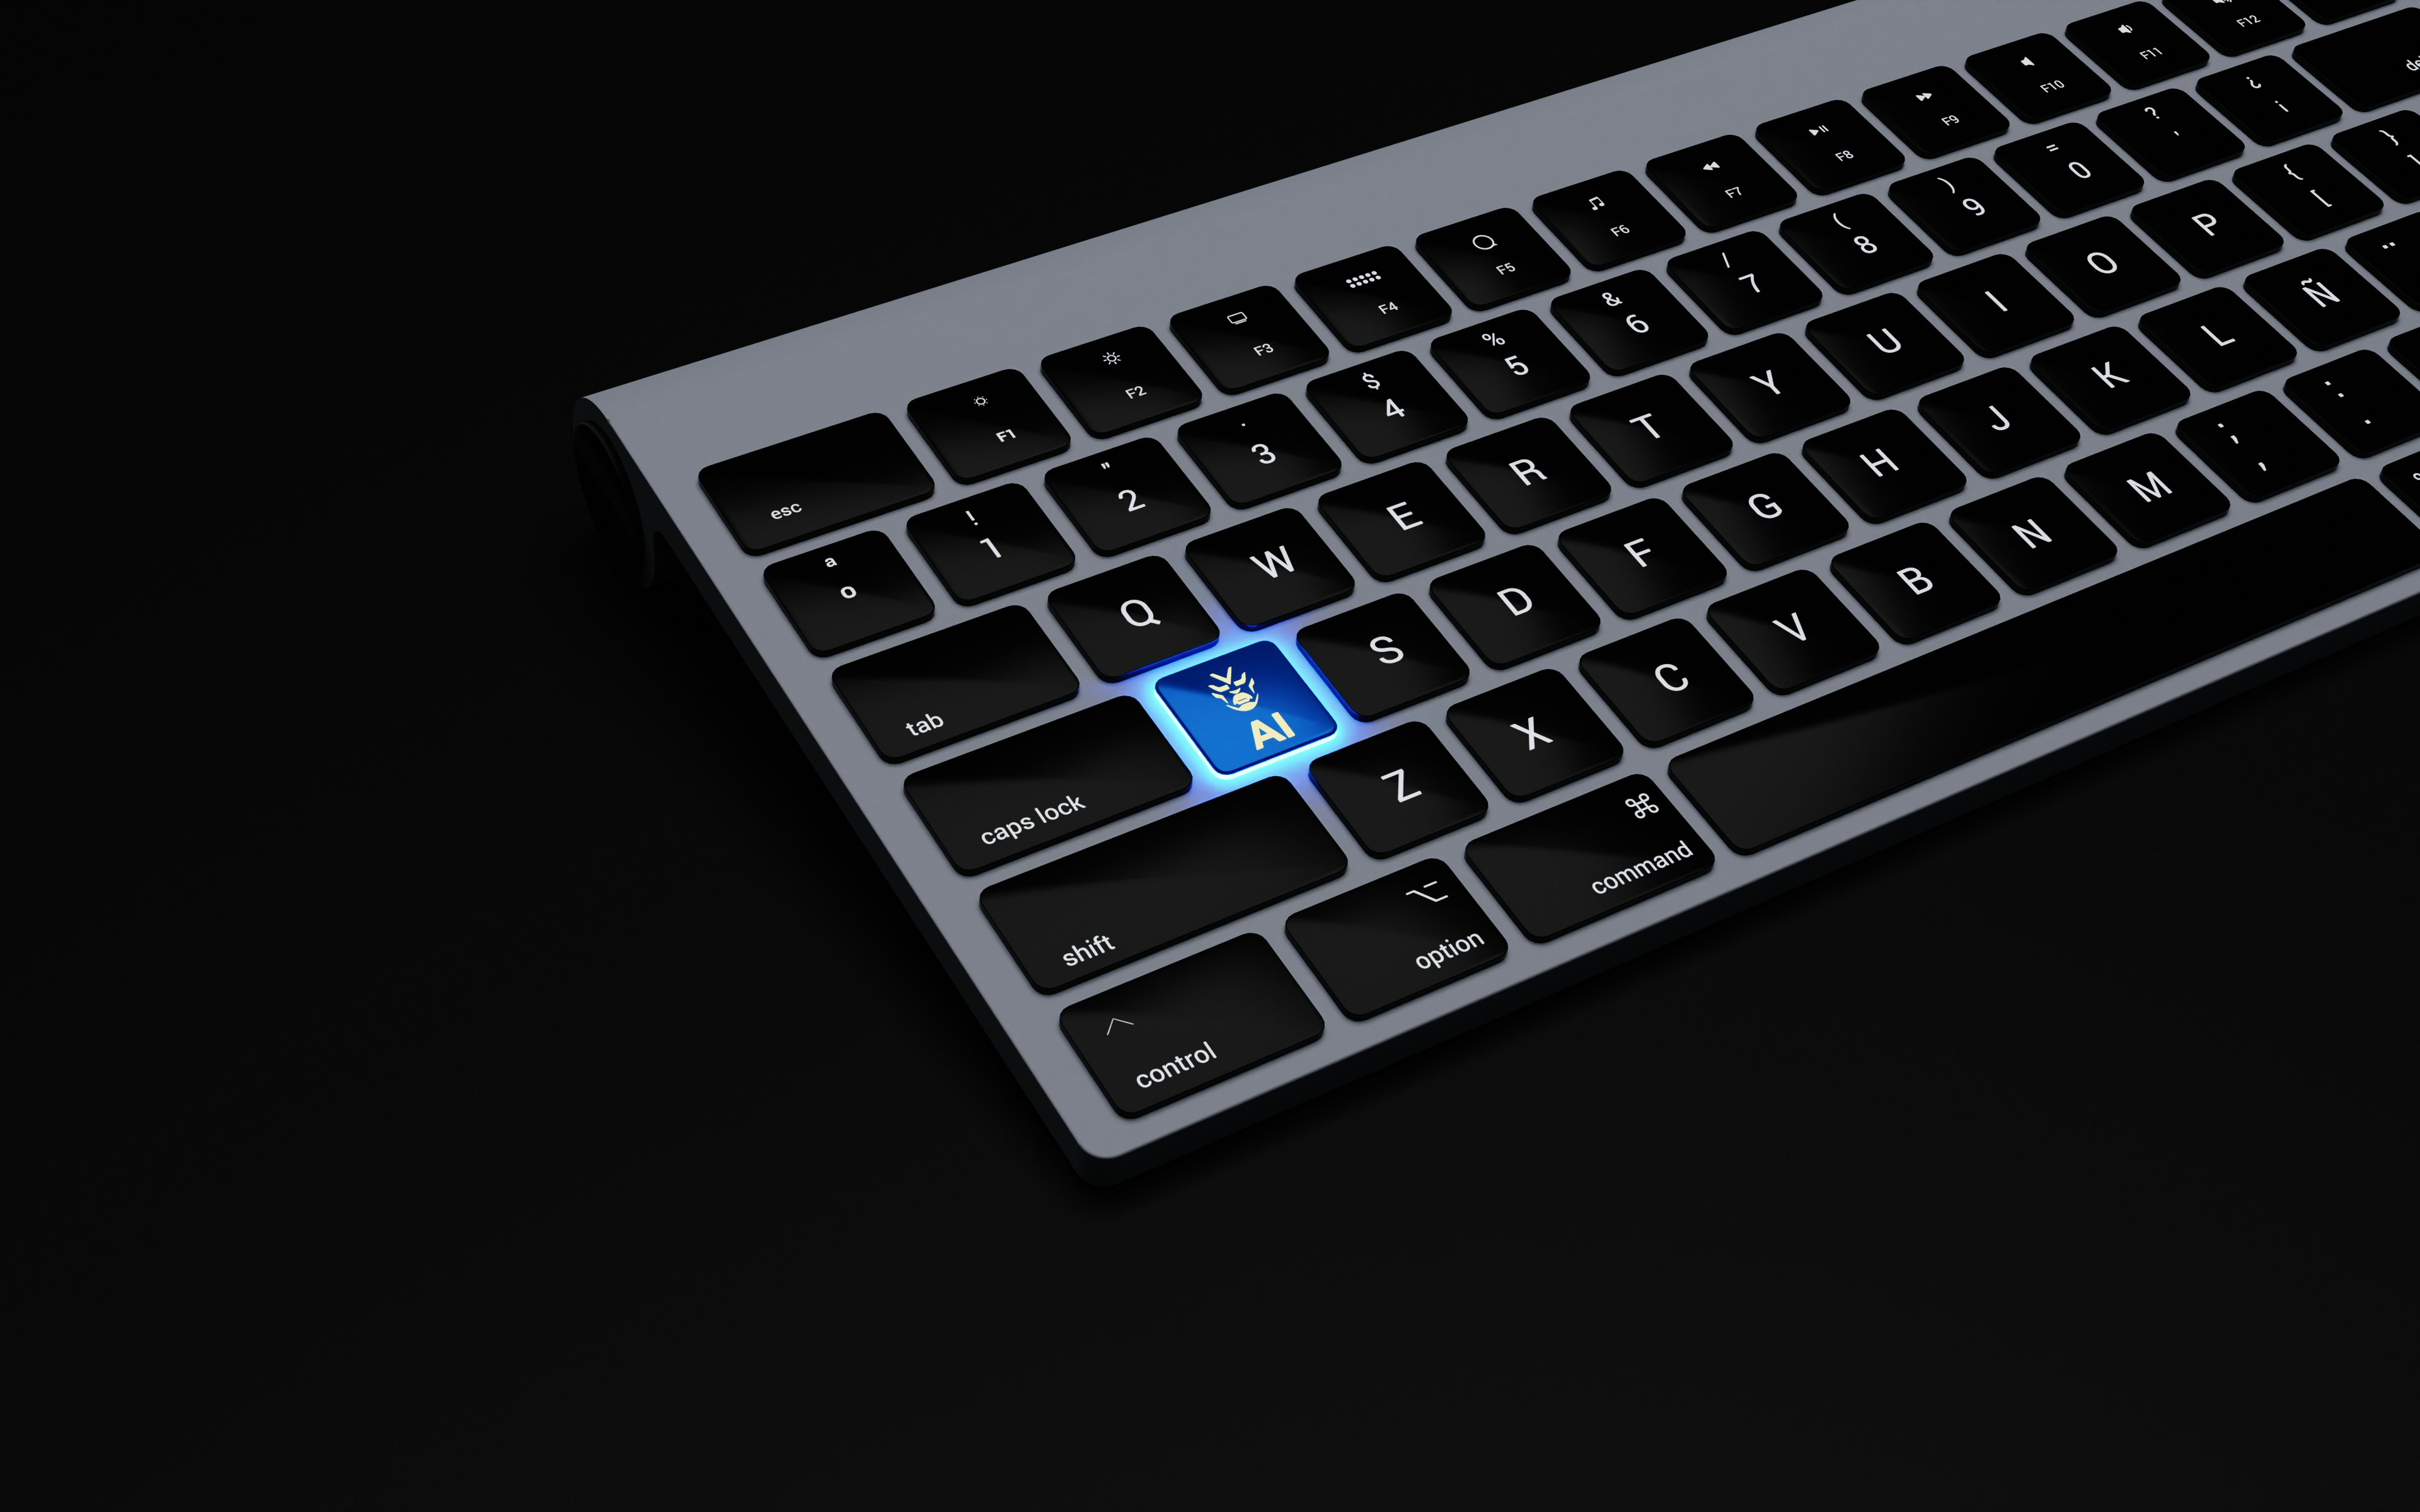 F1 F2 F3 F4 F5 F6 F7 F8 F9 F10 F11 F12
esc
! " · $ % & / ( ) = ? ¿
ª º 1 2 3 4 5 6 7 8 9 0 ' ¡
tab Q W E R T Y U I O P { [
caps lock AI S D F G H J K L Ñ ¨
shift Z X C V B N M ; , : .
control option ⌘ command